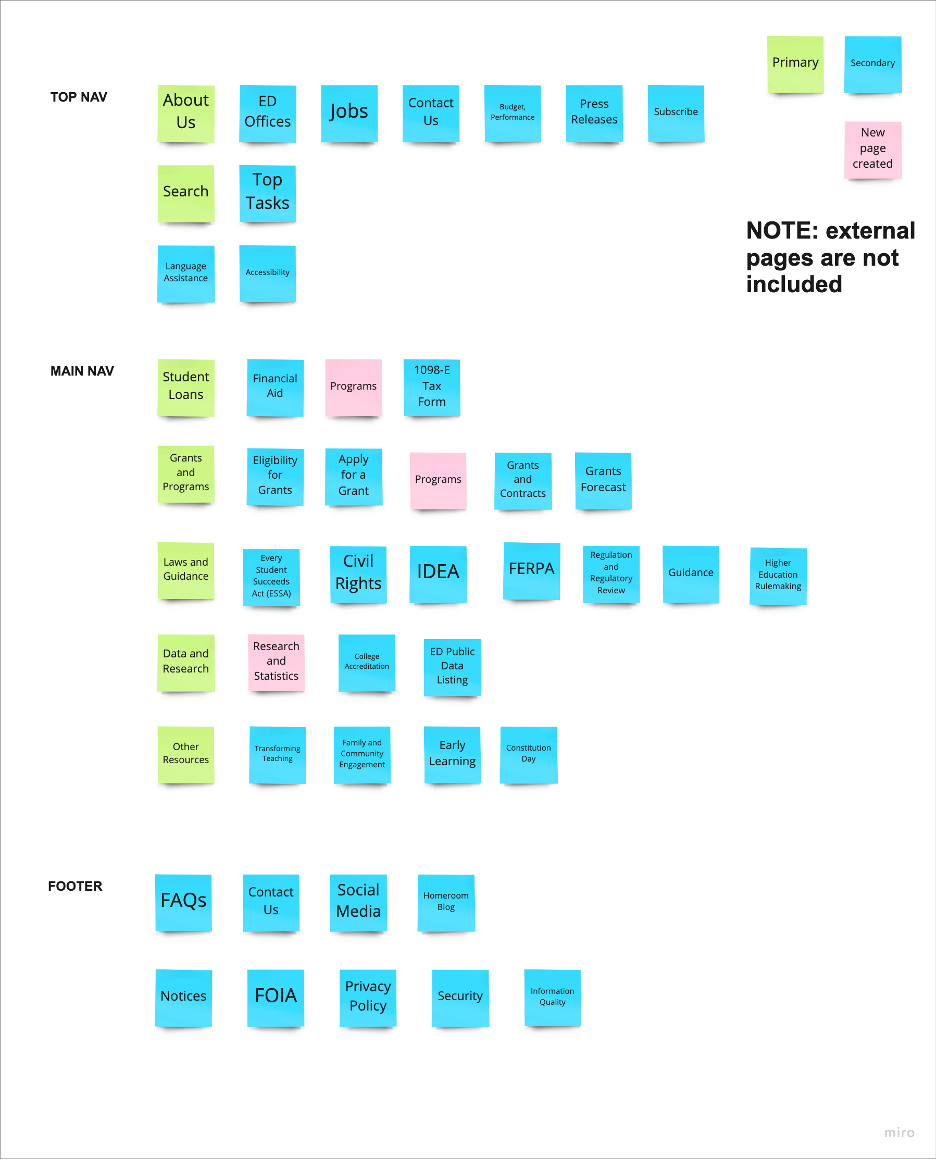 Primary
Secondary
New
page
created
NOTE: external
pages are not
included
TOP NAV
About
Us
ED
Offices
Jobs
Contact
Us
Budget,
Performance
Press
Releases
Subscribe
Search
Top
Tasks
Language
Assistance
Accessibility
MAIN NAV
Student
Loans
Financial
Aid
Programs
1098-E
Tax
Form
Grants
and
Programs
Eligibility
for
Grants
Apply
for a
Grant
Programs
Grants
and
Contracts
Grants
Forecast
Laws and
Guidance
Every
Student
Succeeds
Act (ESSA)
Civil
Rights
IDEA
FERPA
Regulation
and
Regulatory
Review
Guidance
Higher
Education
Rulemaking
Data and
Research
Research
and
Statistics
College
Accreditation
ED Public
Data
Listing
Other
Resources
Transforming
Teaching
Family and
Community
Engagement
Early
Learning
Constitution
Day
FOOTER
FAQs
Contact
Us
Social
Media
Homeroom
Blog
Notices
FOIA
Privacy
Policy
Security
Information
Quality
miro